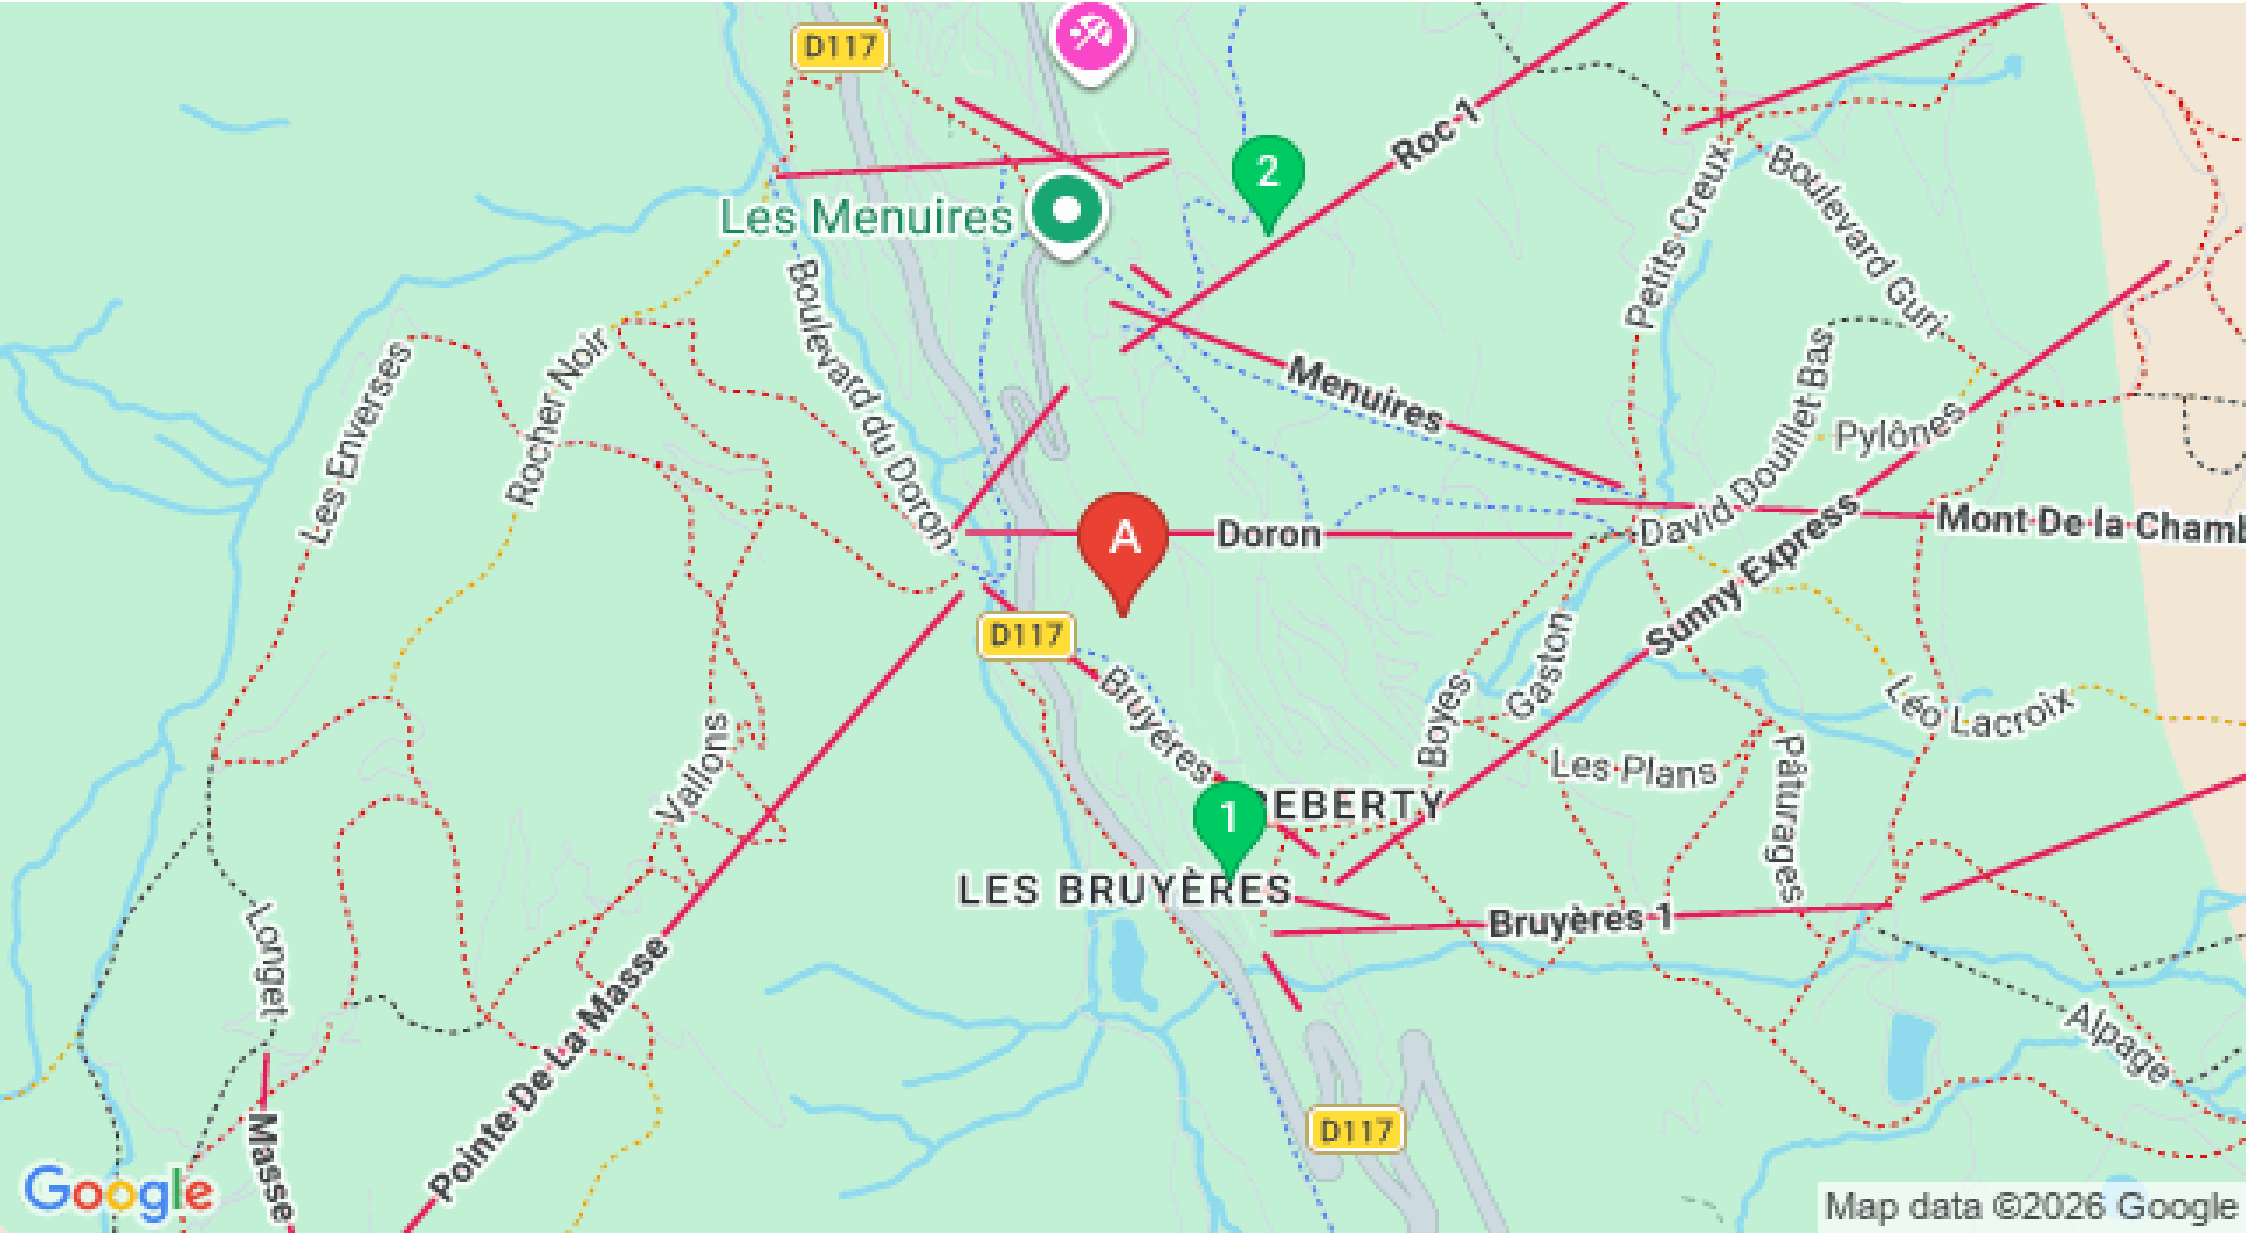 D117
2
Roc 1
Les Menuires
Petits Creux
Boulevard Guri
Boulevard du Doron
Les Enverses
Rocher Noir
Menuires
David Douillet Bas
Pylônes
A
Doron
Mont De la Chamb
Sunny Express
D117
Bruyères
Gaston
Boyes
Léo Lacroix
Les Plans
Pâturages
Vallons
1
REBERTY
LES BRUYÈRES
Bruyères 1
Longet
Pointe De La Masse
Alpage
Masse
D117
Google
Map data ©2026 Google